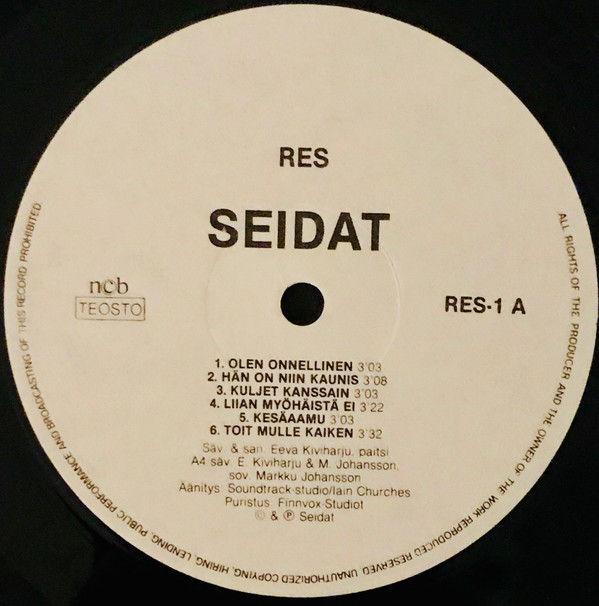 RES
SEIDAT
ncb
TEOSTO
RES-1 A
1. OLEN ONNELLINEN 3'03
2. HÄN ON NIIN KAUNIS 3'08
3. KULJET KANSSAIN 3'03
4. LIIAN MYÖHÄISTÄ EI 3'22
5. KESÄAAMU 3'03
6. TOIT MULLE KAIKEN 3'32
Säv. & san. Eeva Kiviharju, paitsi
A4 säv. E. Kiviharju & M. Johansson,
sov. Markku Johansson
Äänitys: Soundtrack-studio/Iain Churches
Puristus: Finnvox-Studiot
© & ℗ Seidat
ALL RIGHTS OF THE PRODUCER AND THE OWNER OF THE WORK REPRODUCED RESERVED. UNAUTHORIZED COPYING, HIRING, LENDING, PUBLIC PERFORMANCE AND BROADCASTING OF THIS RECORD PROHIBITED